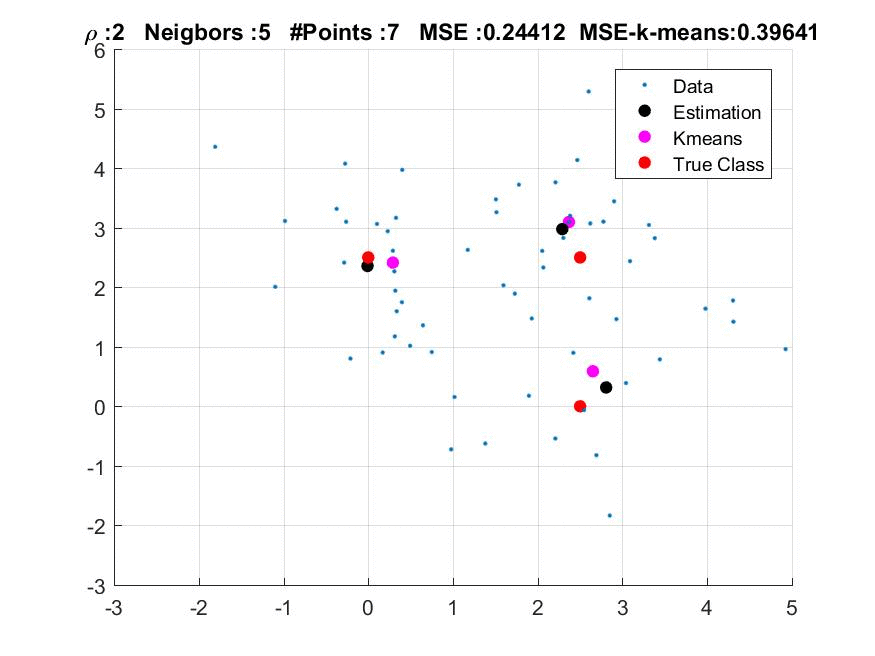 ρ :2 Neigbors :5 #Points :7 MSE :0.24412 MSE-k-means:0.39641
6
5
4
3
2
1
0
-1
-2
-3
-3 -2 -1 0 1 2 3 4 5
Data
Estimation
Kmeans
True Class